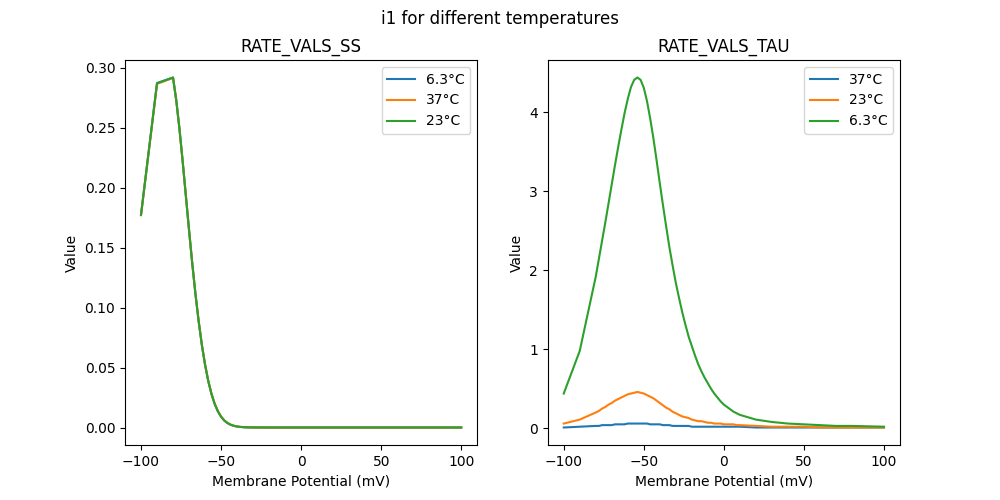 i1 for different temperatures
RATE_VALS_SS
0.30
0.25
0.20
0.15
0.10
0.05
0.00
Value
−100
−50
0
50
100
Membrane Potential (mV)
6.3°C
37°C
23°C
RATE_VALS_TAU
4
3
2
1
0
Value
−100
−50
0
50
100
Membrane Potential (mV)
37°C
23°C
6.3°C